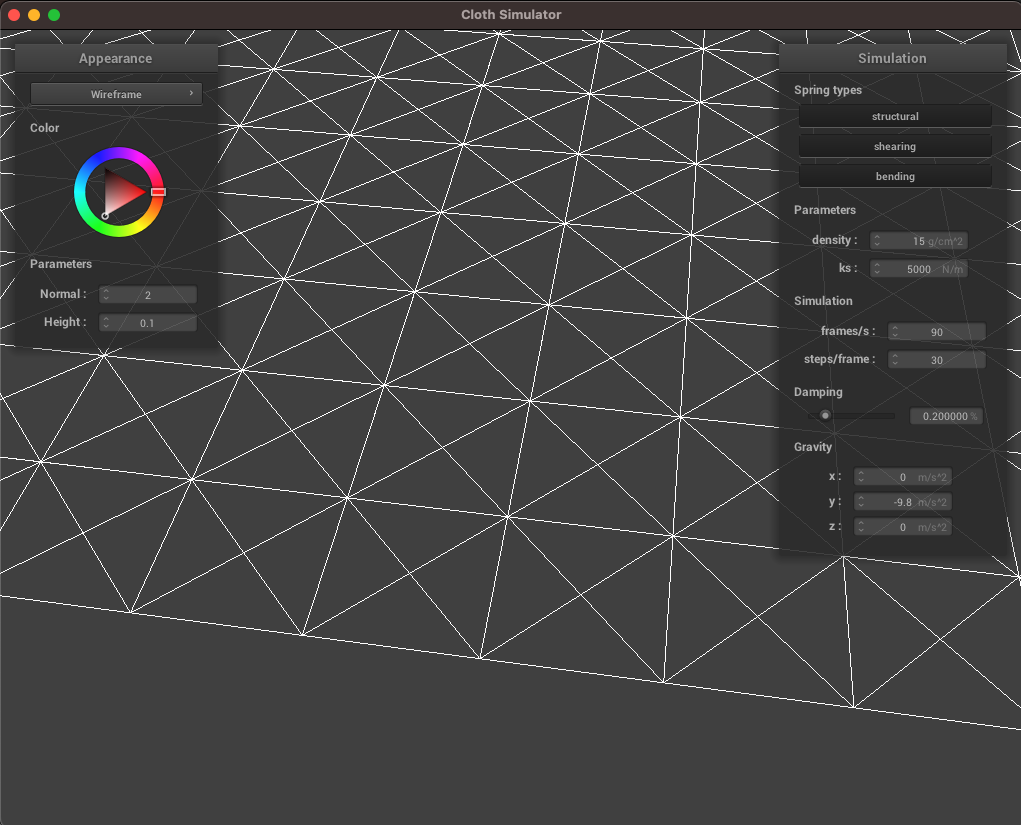 Cloth Simulator
Appearance
Wireframe
Color
Parameters
Normal : 2
Height : 0.1
Simulation
Spring types
structural
shearing
bending
Parameters
density : 15 g/cm^2
ks : 5000 N/m
Simulation
frames/s : 90
steps/frame : 30
Damping
0.200000 %
Gravity
x : 0 m/s^2
y : -9.8 m/s^2
z : 0 m/s^2